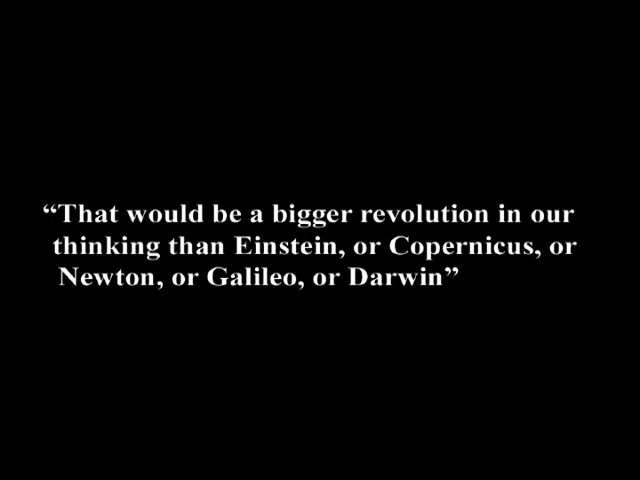 “That would be a bigger revolution in our
thinking than Einstein, or Copernicus, or
Newton, or Galileo, or Darwin”